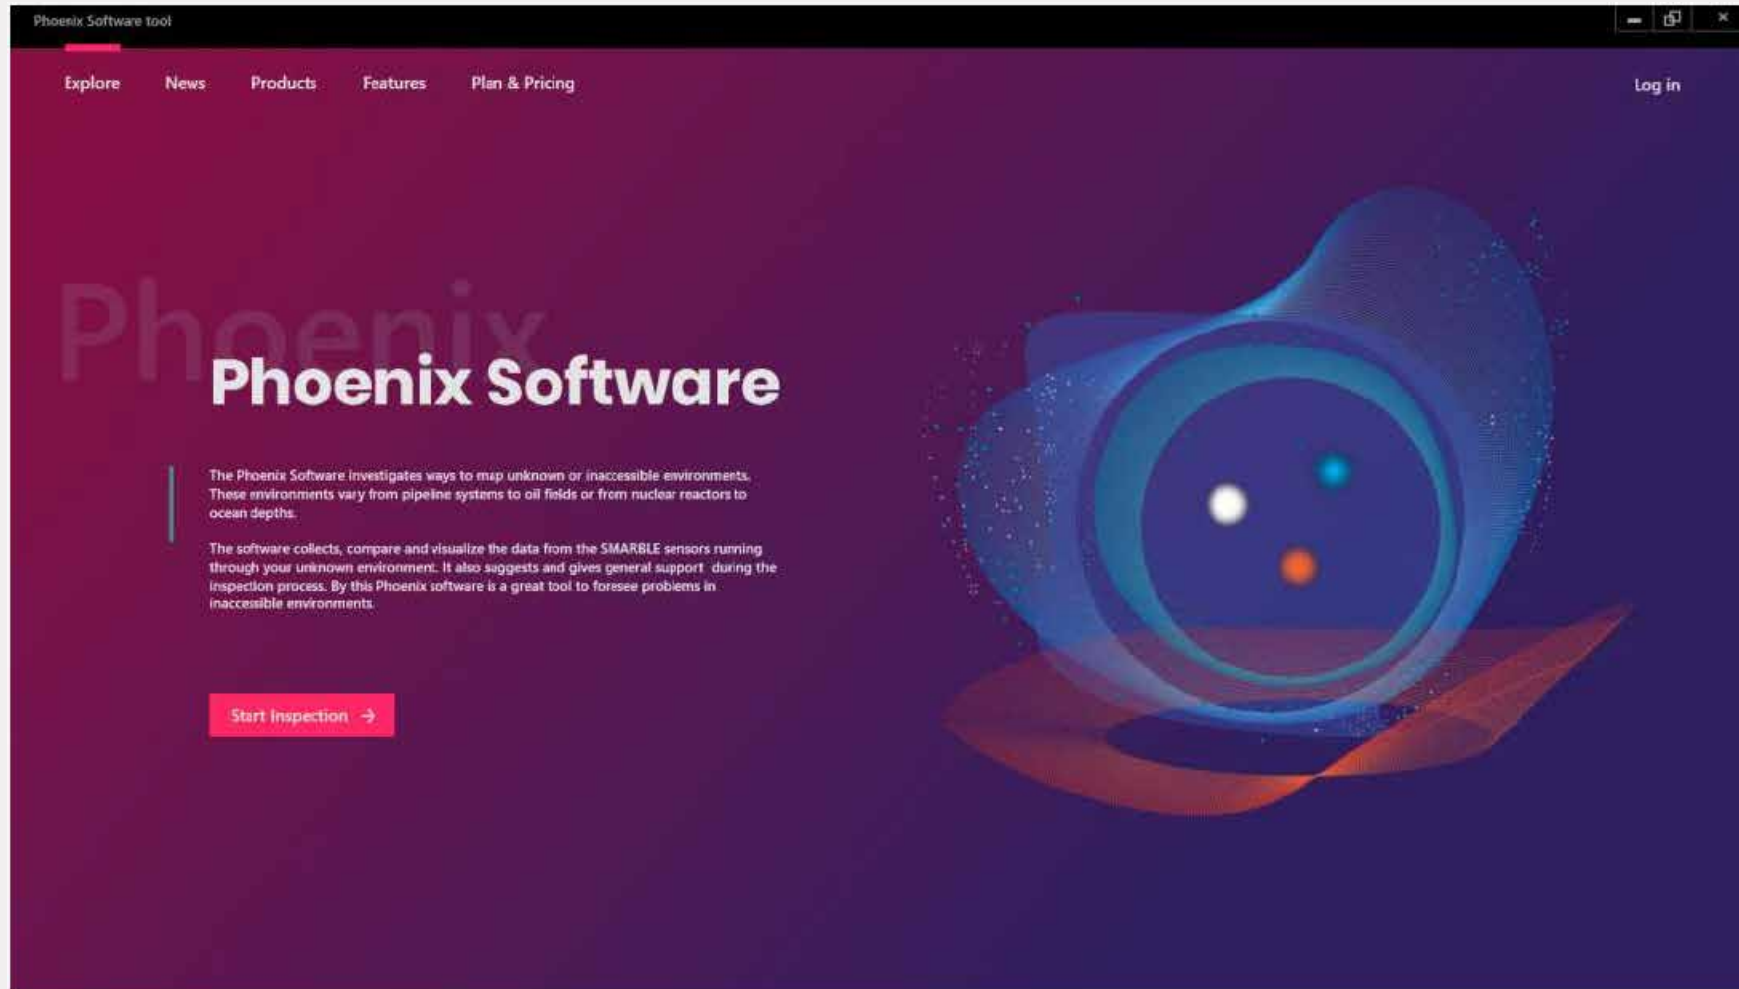 Phoenix Software tool
Explore News Products Features Plan & Pricing Log in
Phoenix
Phoenix Software
The Phoenix Software investigates ways to map unknown or inaccessible environments.
These environments vary from pipeline systems to oil fields or from nuclear reactors to
ocean depths.
The software collects, compare and visualize the data from the SMARBLE sensors running
through your unknown environment. It also suggests and gives general support during the
inspection process. By this Phoenix software is a great tool to foresee problems in
inaccessible environments.
Start Inspection →